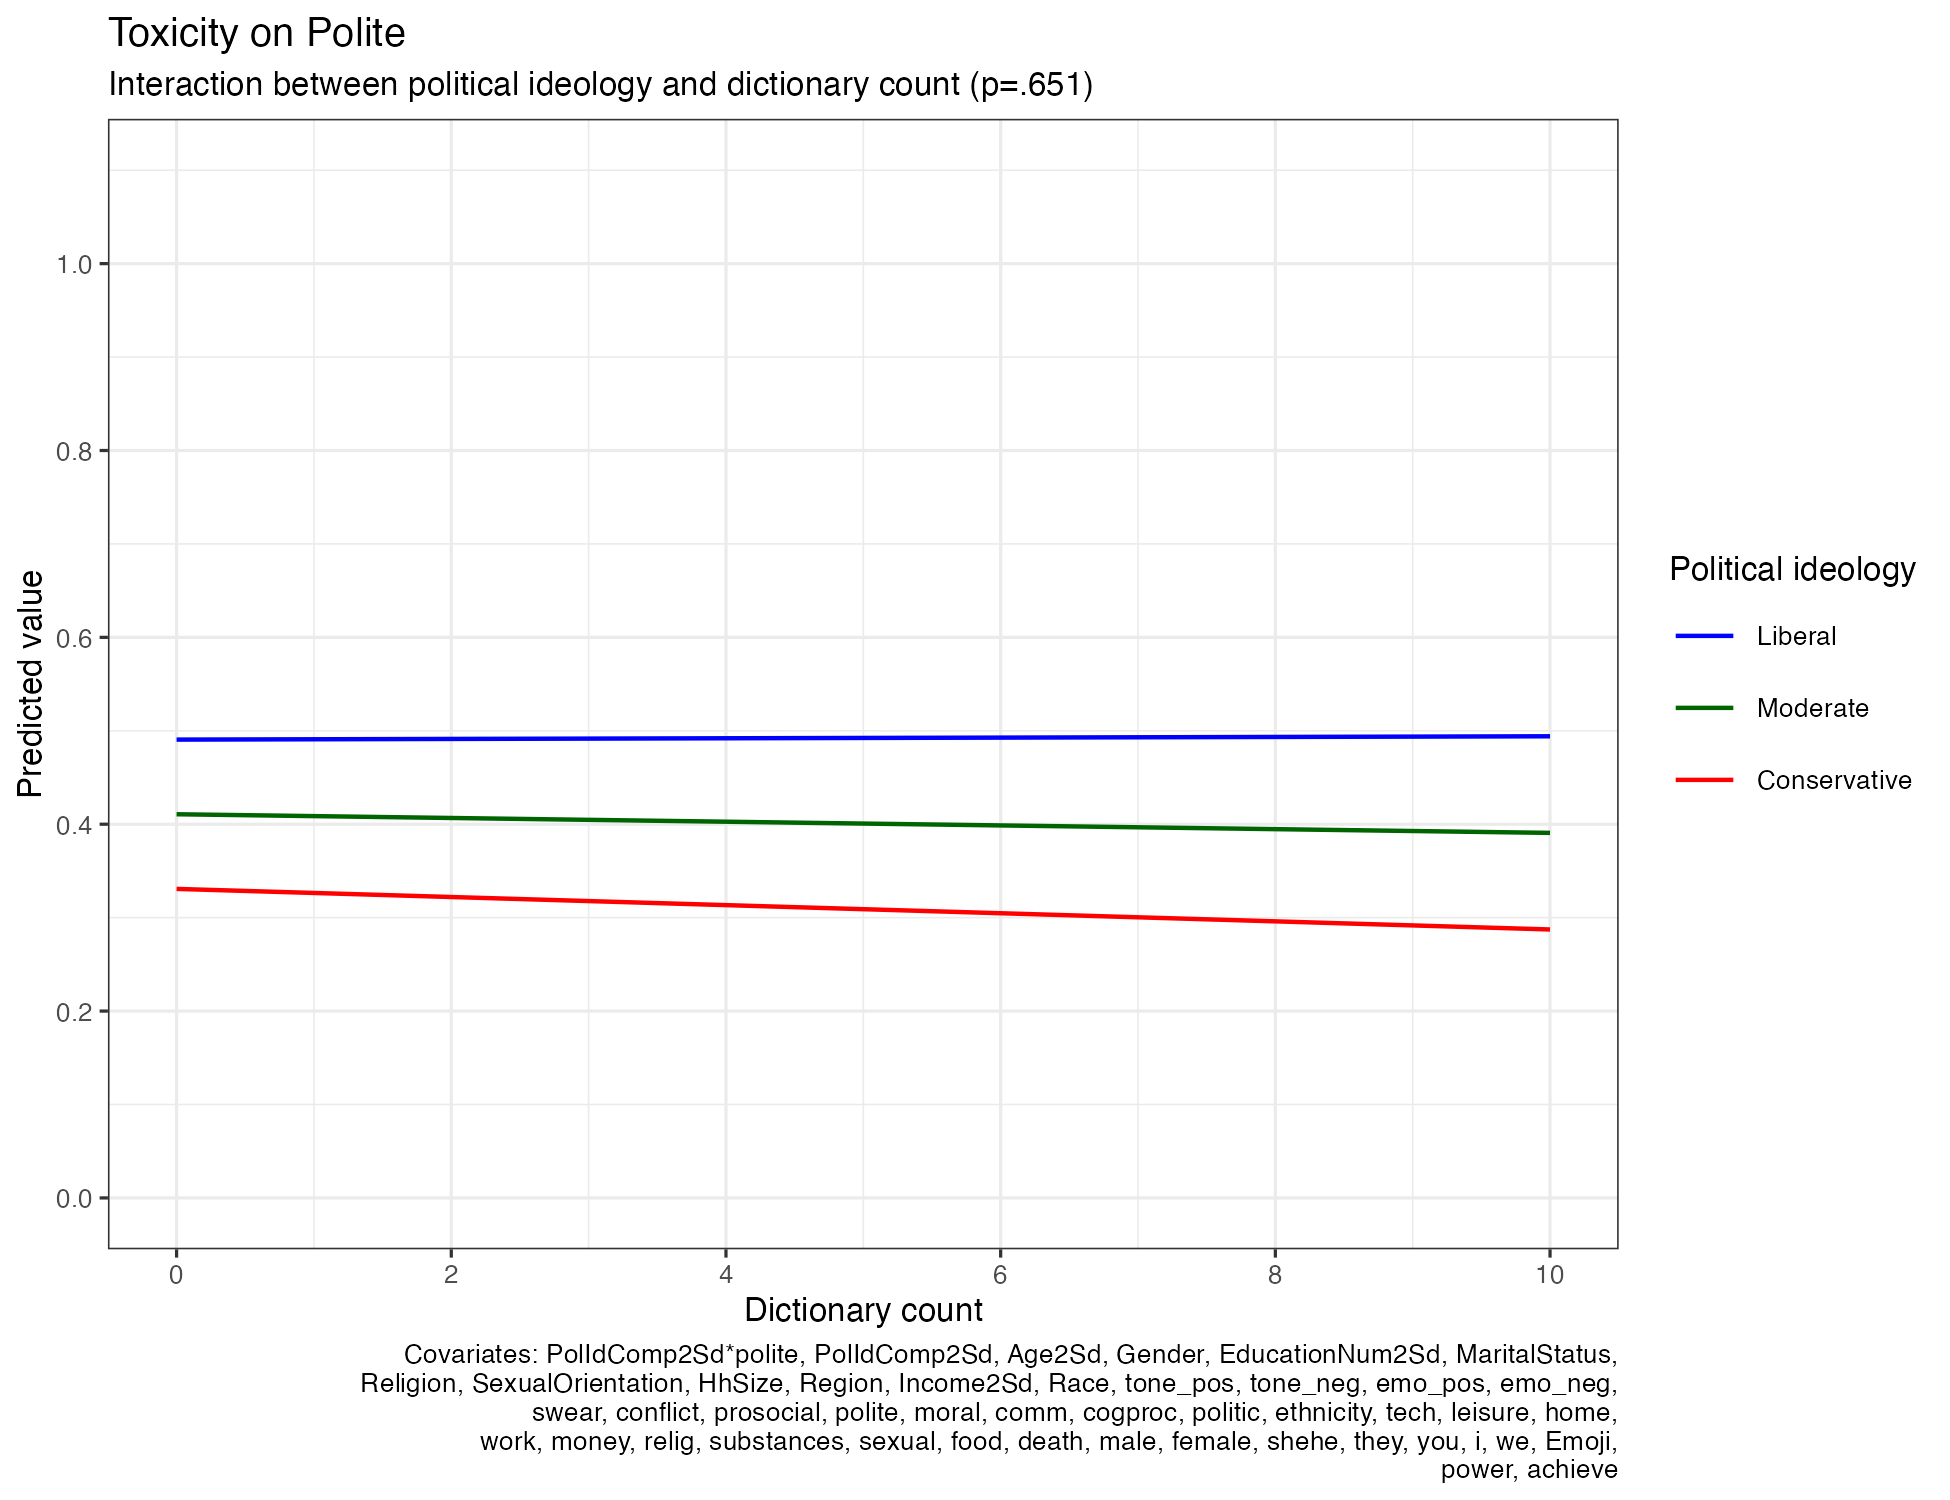 Toxicity on Polite
Interaction between political ideology and dictionary count (p=.651)
Predicted value
1.0
0.8
0.6
0.4
0.2
0.0
0
2
4
6
8
10
Dictionary count
Political ideology
Liberal
Moderate
Conservative
Covariates: PolIdComp2Sd*polite, PolIdComp2Sd, Age2Sd, Gender, EducationNum2Sd, MaritalStatus,
Religion, SexualOrientation, HhSize, Region, Income2Sd, Race, tone_pos, tone_neg, emo_pos, emo_neg,
swear, conflict, prosocial, polite, moral, comm, cogproc, politic, ethnicity, tech, leisure, home,
work, money, relig, substances, sexual, food, death, male, female, shehe, they, you, i, we, Emoji,
power, achieve